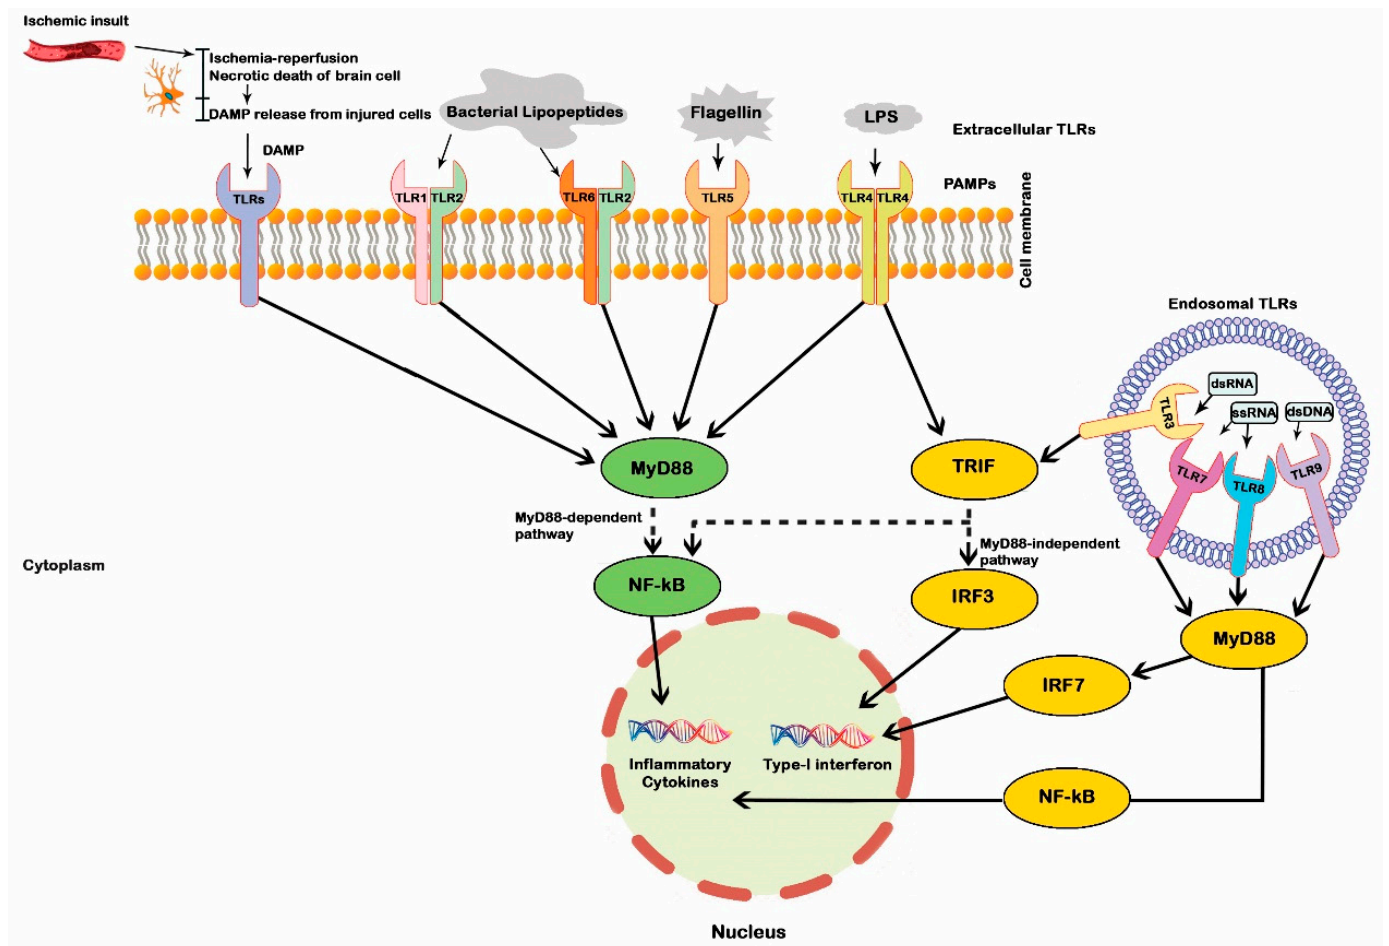 Ischemic insult
Ischemia-reperfusion
Necrotic death of brain cell
DAMP release from injured cells
DAMP
Bacterial Lipopeptides
Flagellin
LPS
Extracellular TLRs
PAMPs
Cell membrane
TLRs
TLR1
TLR2
TLR6
TLR2
TLR5
TLR4
TLR4
Endosomal TLRs
dsRNA
ssRNA
dsDNA
TLR3
TLR7
TLR8
TLR9
MyD88
TRIF
MyD88-dependent
pathway
MyD88-independent
pathway
Cytoplasm
NF-kB
IRF3
MyD88
IRF7
Inflammatory
Cytokines
Type-I interferon
NF-kB
Nucleus